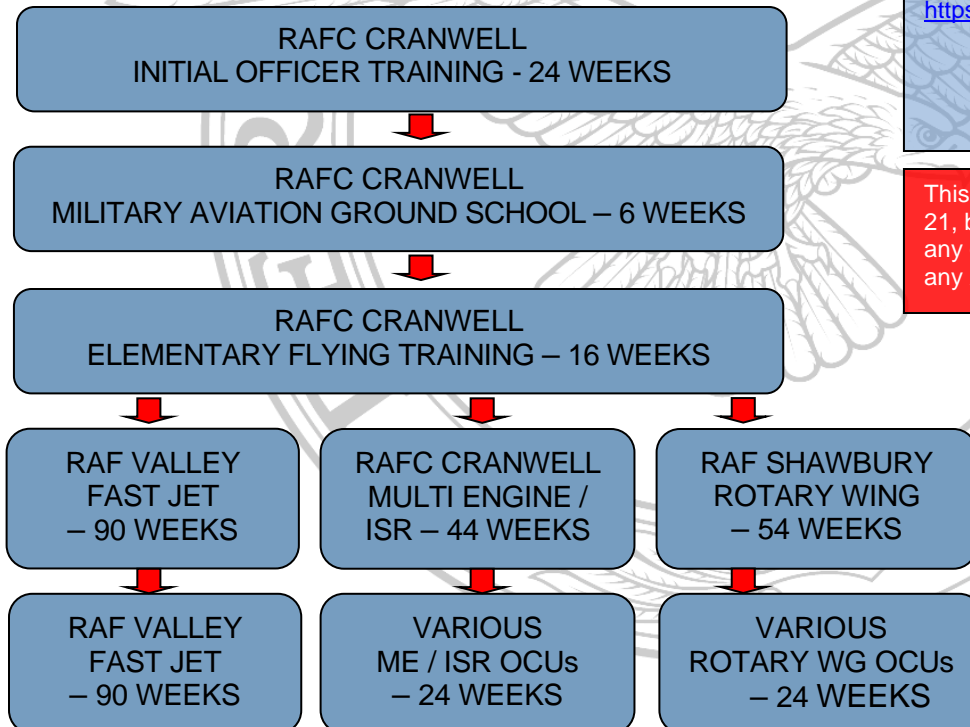 https
RAFC CRANWELL
INITIAL OFFICER TRAINING - 24 WEEKS
RAFC CRANWELL
MILITARY AVIATION GROUND SCHOOL – 6 WEEKS
This
21, b
any
any
RAFC CRANWELL
ELEMENTARY FLYING TRAINING – 16 WEEKS
RAF VALLEY
FAST JET
– 90 WEEKS
RAFC CRANWELL
MULTI ENGINE /
ISR – 44 WEEKS
RAF SHAWBURY
ROTARY WING
– 54 WEEKS
RAF VALLEY
FAST JET
– 90 WEEKS
VARIOUS
ME / ISR OCUs
– 24 WEEKS
VARIOUS
ROTARY WG OCUs
– 24 WEEKS